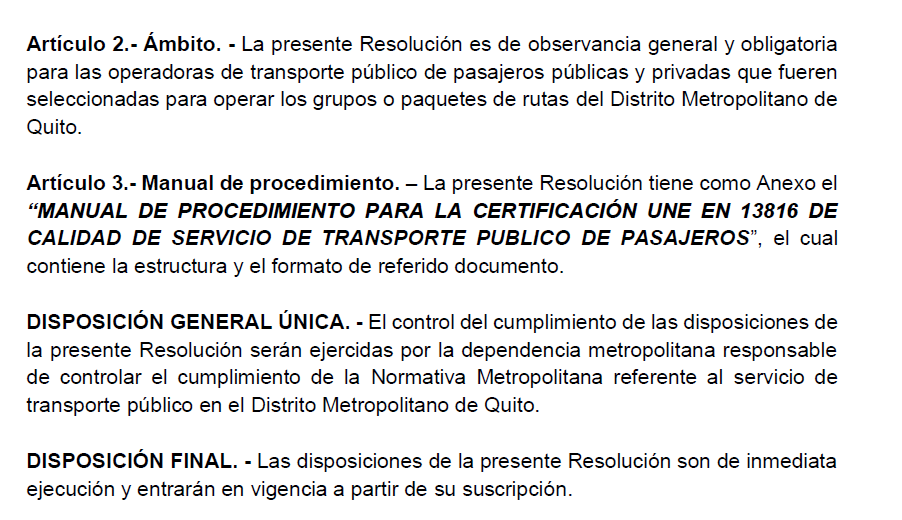 Artículo 2.- Ámbito. - La presente Resolución es de observancia general y obligatoria
para las operadoras de transporte público de pasajeros públicas y privadas que fueren
seleccionadas para operar los grupos o paquetes de rutas del Distrito Metropolitano de
Quito.
Artículo 3.- Manual de procedimiento. – La presente Resolución tiene como Anexo el
“MANUAL DE PROCEDIMIENTO PARA LA CERTIFICACIÓN UNE EN 13816 DE
CALIDAD DE SERVICIO DE TRANSPORTE PUBLICO DE PASAJEROS”, el cual
contiene la estructura y el formato de referido documento.
DISPOSICIÓN GENERAL ÚNICA. - El control del cumplimiento de las disposiciones de
la presente Resolución serán ejercidas por la dependencia metropolitana responsable
de controlar el cumplimiento de la Normativa Metropolitana referente al servicio de
transporte público en el Distrito Metropolitano de Quito.
DISPOSICIÓN FINAL. - Las disposiciones de la presente Resolución son de inmediata
ejecución y entrarán en vigencia a partir de su suscripción.